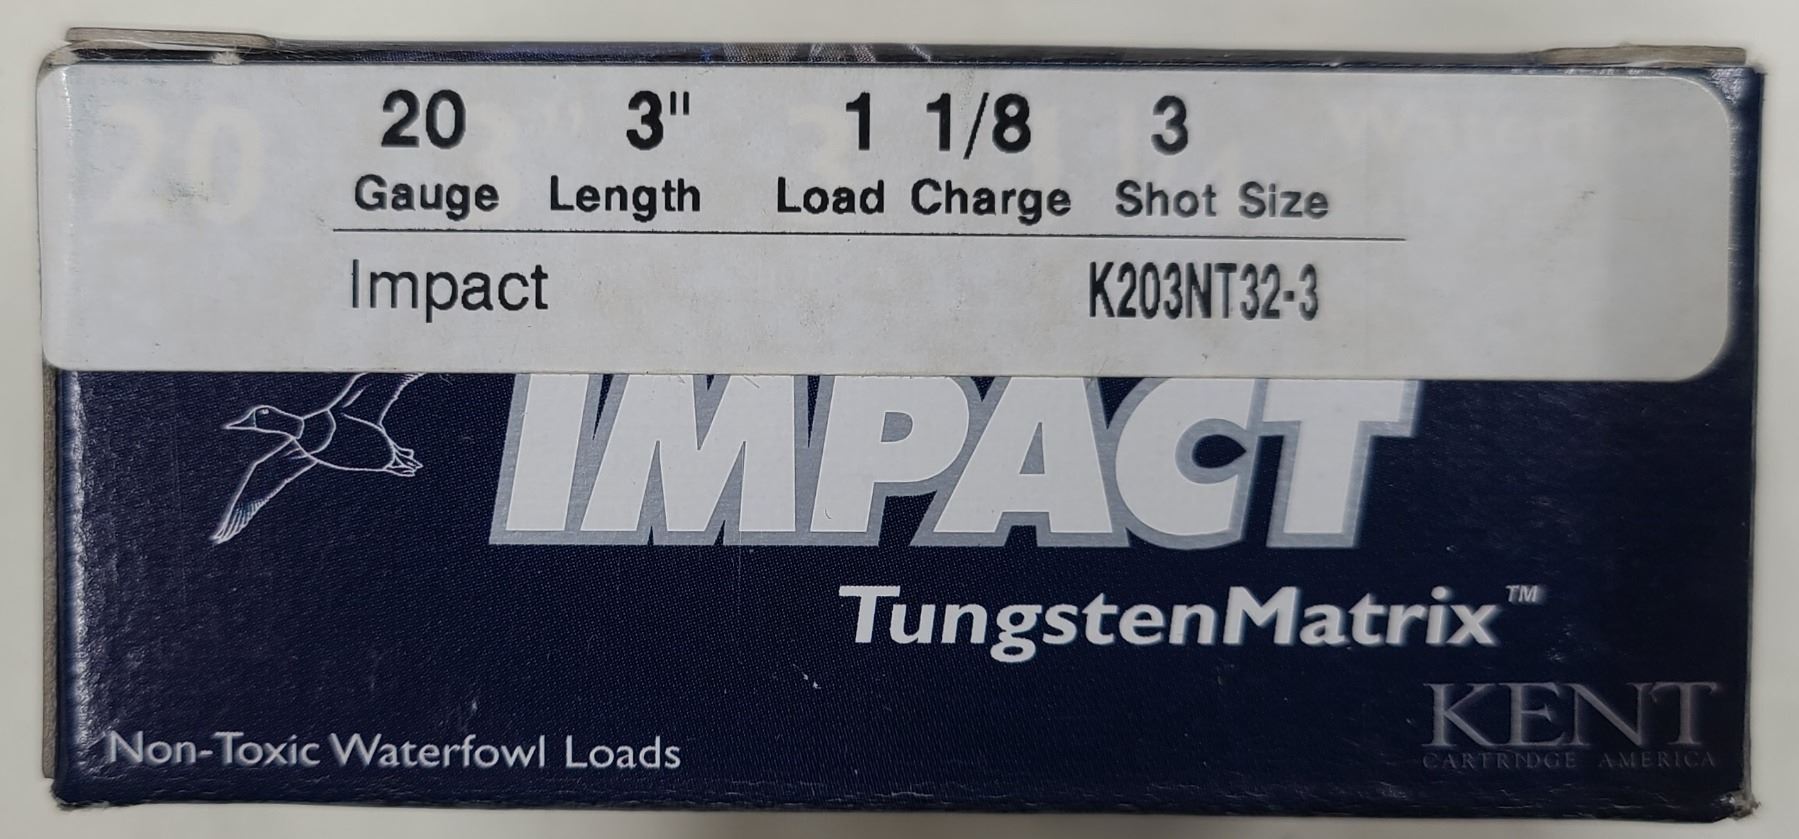 20 3" 1 1/8 3
Gauge Length Load Charge Shot Size
Impact K203NT32-3
IMPACT
TungstenMatrix™
KENT
CARTRIDGE AMERICA
Non-Toxic Waterfowl Loads